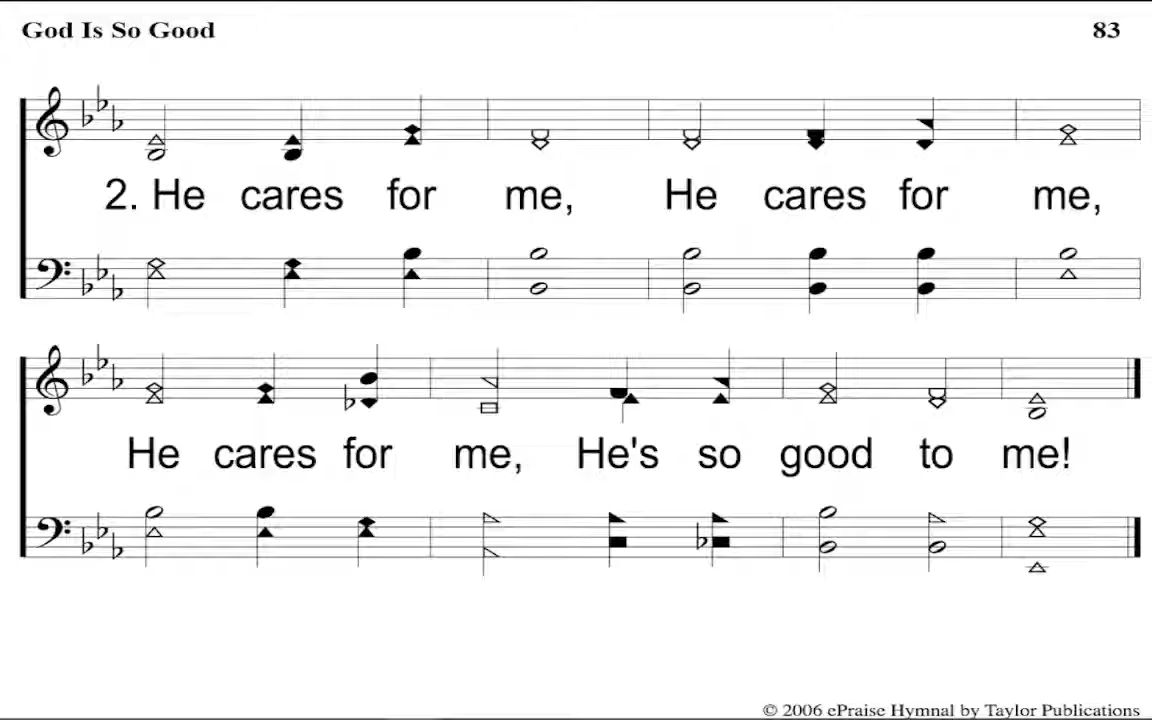 God Is So Good 83
2. He cares for me, He cares for me,
He cares for me, He's so good to me!
© 2006 ePraise Hymnal by Taylor Publications